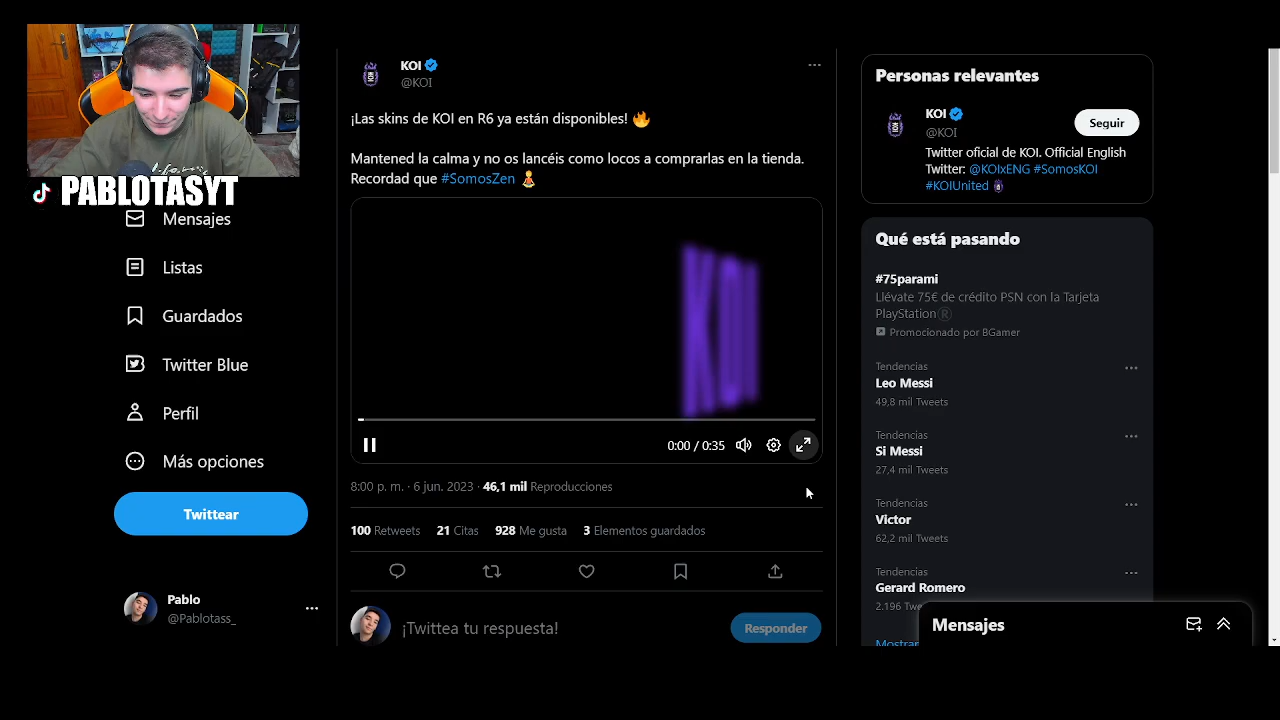 PABLOTASYT
Mensajes
Listas
Guardados
Twitter Blue
Perfil
Más opciones
Twittear
Pablo
@Pablotass_
KOI
@KOI
¡Las skins de KOI en R6 ya están disponibles! 🔥
Mantened la calma y no os lancéis como locos a comprarlas en la tienda.
Recordad que #SomosZen 🧘
KOI
0:00 / 0:35
8:00 p. m. · 6 jun. 2023 · 46,1 mil Reproducciones
100 Retweets 21 Citas 928 Me gusta 3 Elementos guardados
¡Twittea tu respuesta!
Responder
Personas relevantes
KOI
@KOI
Seguir
Twitter oficial de KOI. Official English
Twitter: @KOIxENG #SomosKOI
#KOIUnited
Qué está pasando
#75parami
Llévate 75€ de crédito PSN con la Tarjeta
PlayStation®
Promocionado por BGamer
Tendencias
Leo Messi
49,8 mil Tweets
Tendencias
Si Messi
27,4 mil Tweets
Tendencias
Victor
62,2 mil Tweets
Tendencias
Gerard Romero
2.196 Twe
Mostrar
Mensajes